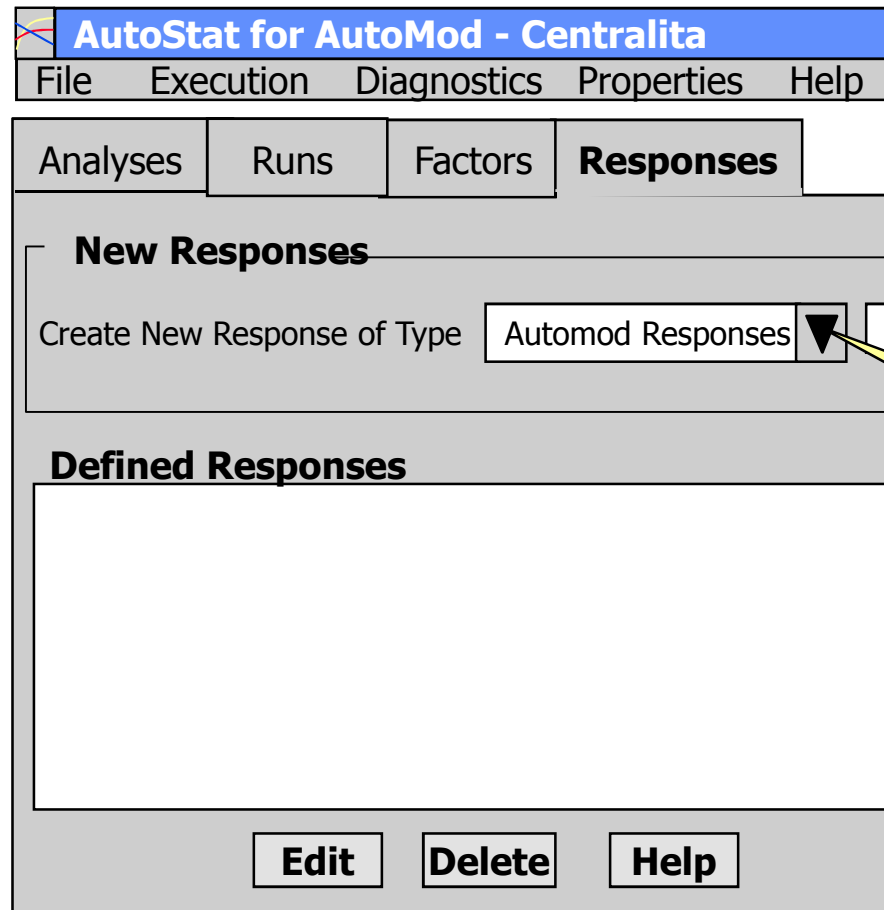 AutoStat for AutoMod - Centralita
File Execution Diagnostics Properties Help
Analyses Runs Factors Responses
New Responses
Create New Response of Type Automod Responses
Defined Responses
Edit Delete Help